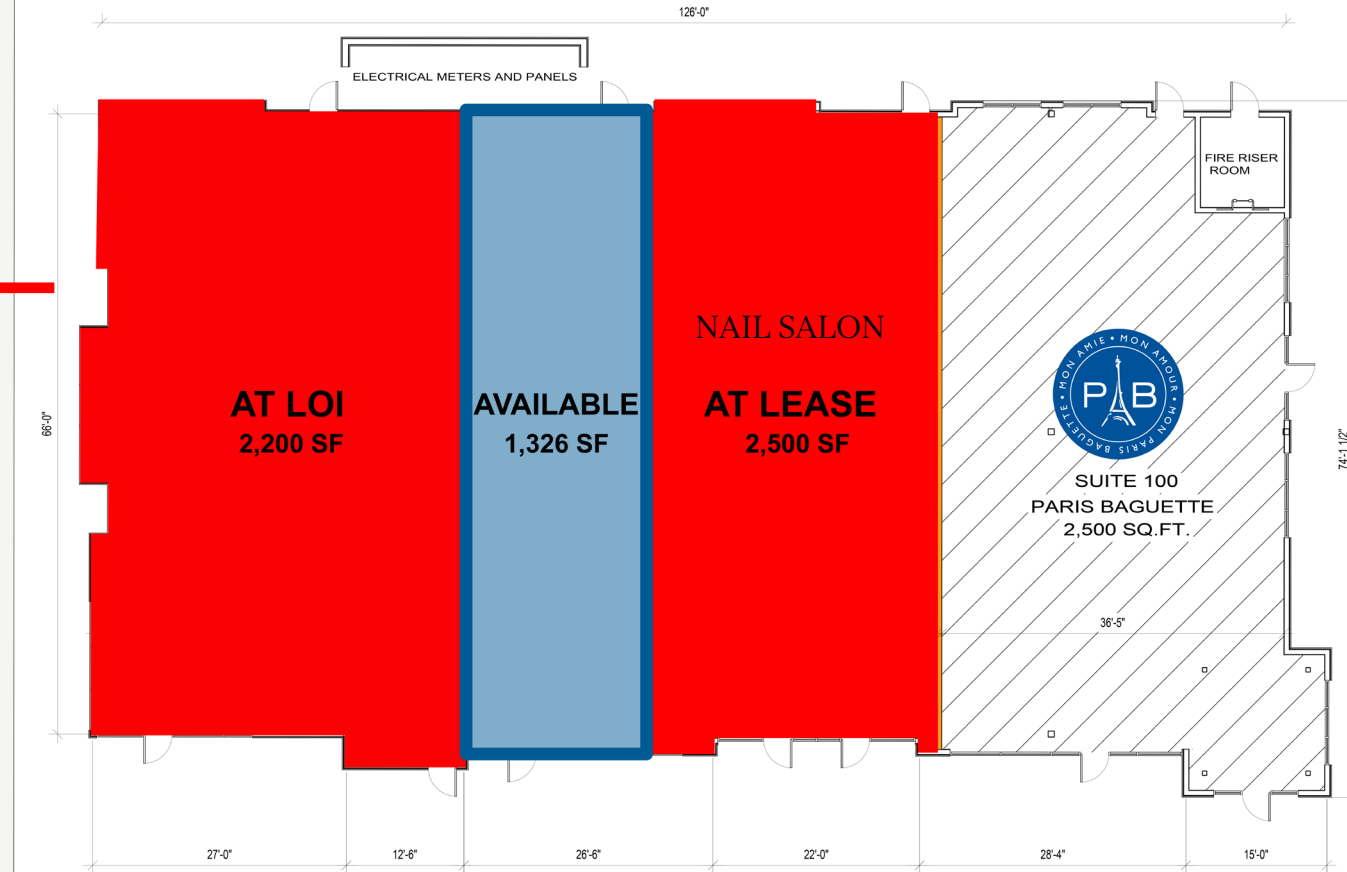 126'-0"
ELECTRICAL METERS AND PANELS
FIRE RISER
ROOM
NAIL SALON
MON AMIE • MON AMOUR • MON PARIS BAGUETTE •
PB
AT LOI
2,200 SF
AVAILABLE
1,326 SF
AT LEASE
2,500 SF
66'-0"
74'-1 1/2"
SUITE 100
PARIS BAGUETTE
2,500 SQ.FT.
36'-5"
27'-0"
12'-6"
26'-6"
22'-0"
28'-4"
15'-0"